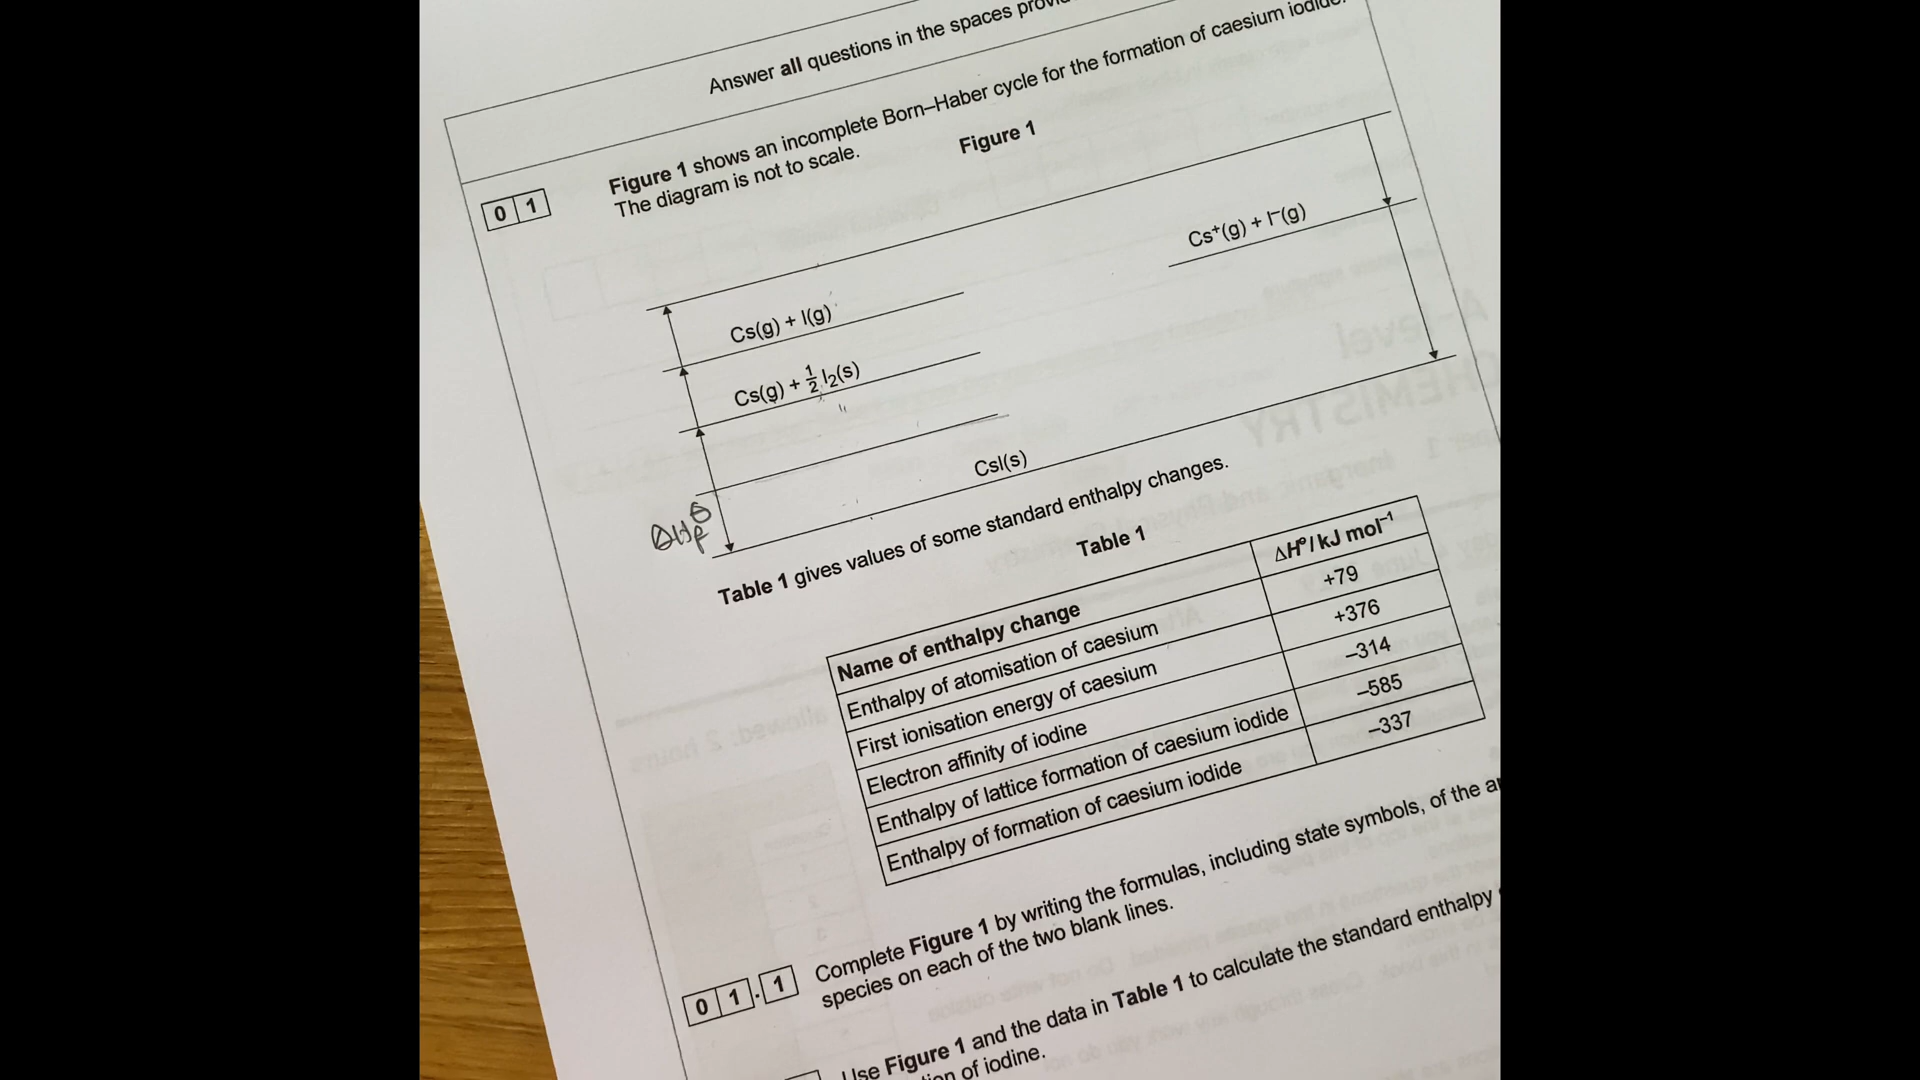 Answer all questions in the spaces
0 1
Figure 1 shows an incomplete Born–Haber cycle for the formation of caesium iodide.
The diagram is not to scale.
Figure 1
Cs⁺(g) + I⁻(g)
Cs(g) + I(g)
Cs(g) + ½ I₂(s)
CsI(s)
ΔHf⊖
Table 1 gives values of some standard enthalpy changes.
Table 1
Name of enthalpy change ΔH⊖ / kJ mol⁻¹
Enthalpy of atomisation of caesium +79
First ionisation energy of caesium +376
Electron affinity of iodine –314
Enthalpy of lattice formation of caesium iodide –585
Enthalpy of formation of caesium iodide –337
0 1 . 1
Complete Figure 1 by writing the formulas, including state symbols, of the
species on each of the two blank lines.
Use Figure 1 and the data in Table 1 to calculate the standard enthalpy
of iodine.